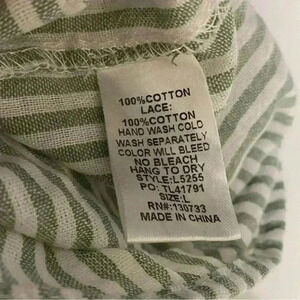 100%COTTON
LACE:
100%COTTON
HAND WASH COLD
WASH SEPARATELY
COLOR WILL BLEED
NO BLEACH
HANG TO DRY
STYLE:L5255
PO: TL41791
SIZE:L
RN#:130733
MADE IN CHINA